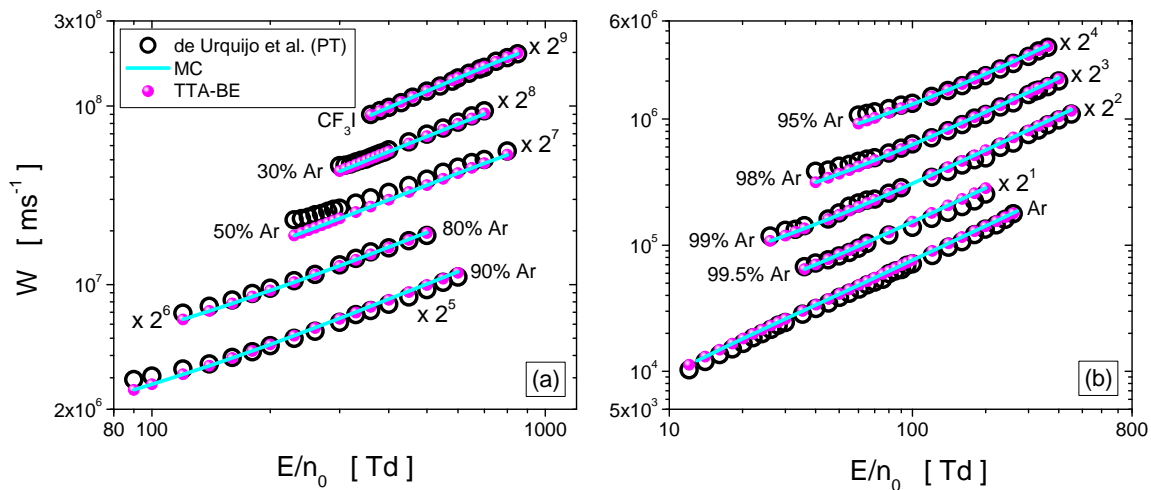 3x10⁸
de Urquijo et al. (PT)
MC
TTA-BE
x 2⁹
10⁸
CF₃I
x 2⁸
30% Ar
x 2⁷
50% Ar
80% Ar
10⁷
x 2⁶
90% Ar
x 2⁵
(a)
2x10⁶
80 100 1000
W [ ms⁻¹ ]
E/n₀ [ Td ]
6x10⁶
x 2⁴
x 2³
10⁶
95% Ar
x 2²
98% Ar
x 2¹
99% Ar
Ar
10⁵
99.5% Ar
10⁴
(b)
5x10³
10 100 800
E/n₀ [ Td ]